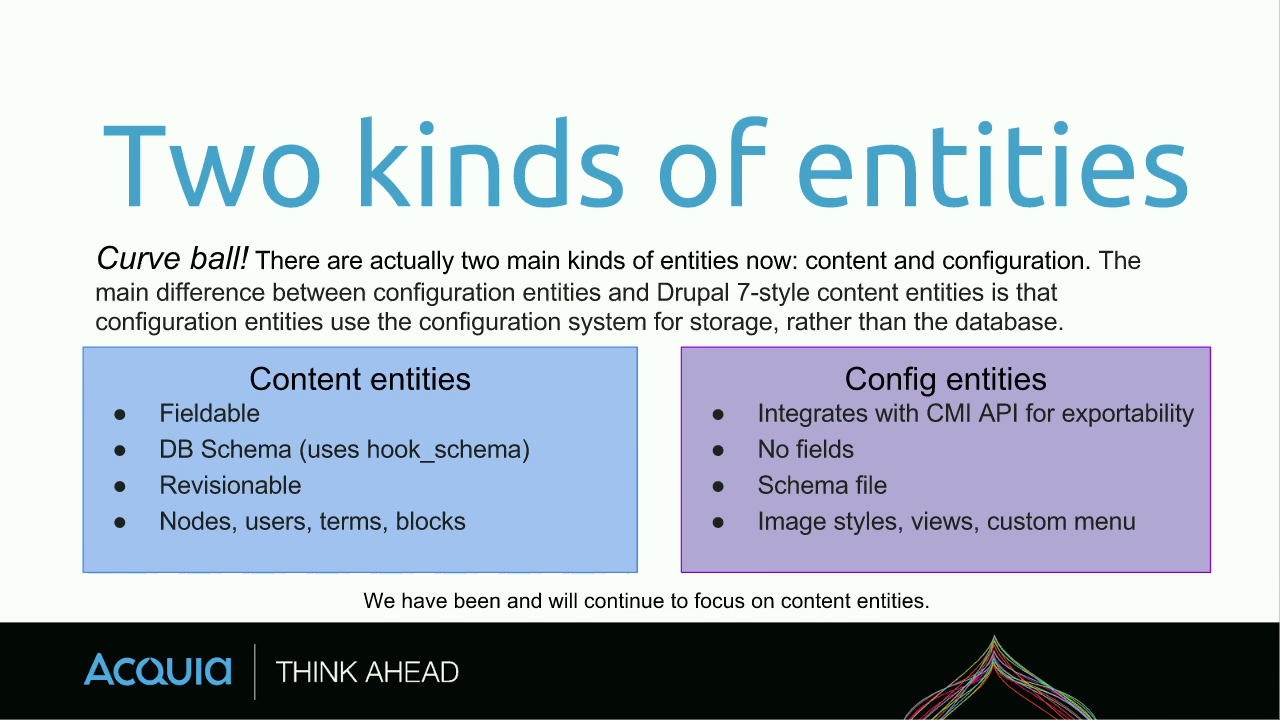 Two kinds of entities
Curve ball! There are actually two main kinds of entities now: content and configuration. The
main difference between configuration entities and Drupal 7-style content entities is that
configuration entities use the configuration system for storage, rather than the database.
Content entities
● Fieldable
● DB Schema (uses hook_schema)
● Revisionable
● Nodes, users, terms, blocks
Config entities
● Integrates with CMI API for exportability
● No fields
● Schema file
● Image styles, views, custom menu
We have been and will continue to focus on content entities.
ACQUIA
THINK AHEAD